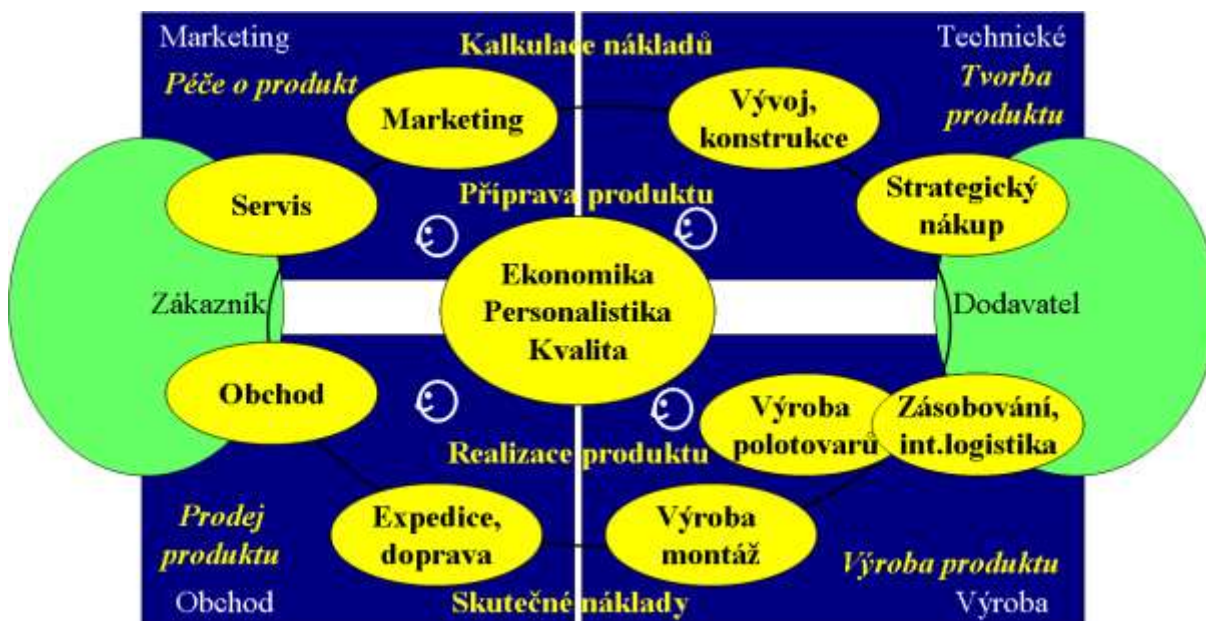 Marketing
Kalkulace nákladů
Technické
Péče o produkt
Tvorba
produktu
Marketing
Vývoj,
konstrukce
Servis
Příprava produktu
Strategický
nákup
Zákazník
Ekonomika
Personalistika
Kvalita
Dodavatel
Obchod
Výroba
polotovarů
Zásobování,
int.logistika
Realizace produktu
Prodej
produktu
Expedice,
doprava
Výroba
montáž
Výroba produktu
Obchod
Skutečné náklady
Výroba